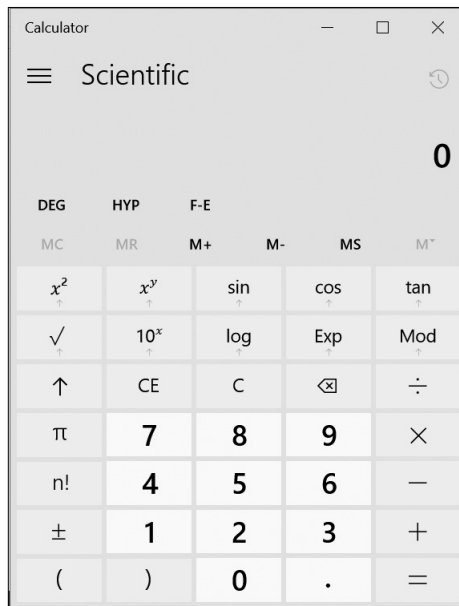 Calculator
Scientific
0
DEG HYP F-E
MC MR M+ M- MS M˅
x² xʸ sin cos tan
√ 10ˣ log Exp Mod
↑ CE C ⌫ ÷
π 7 8 9 ×
n! 4 5 6 −
± 1 2 3 +
( ) 0 . =